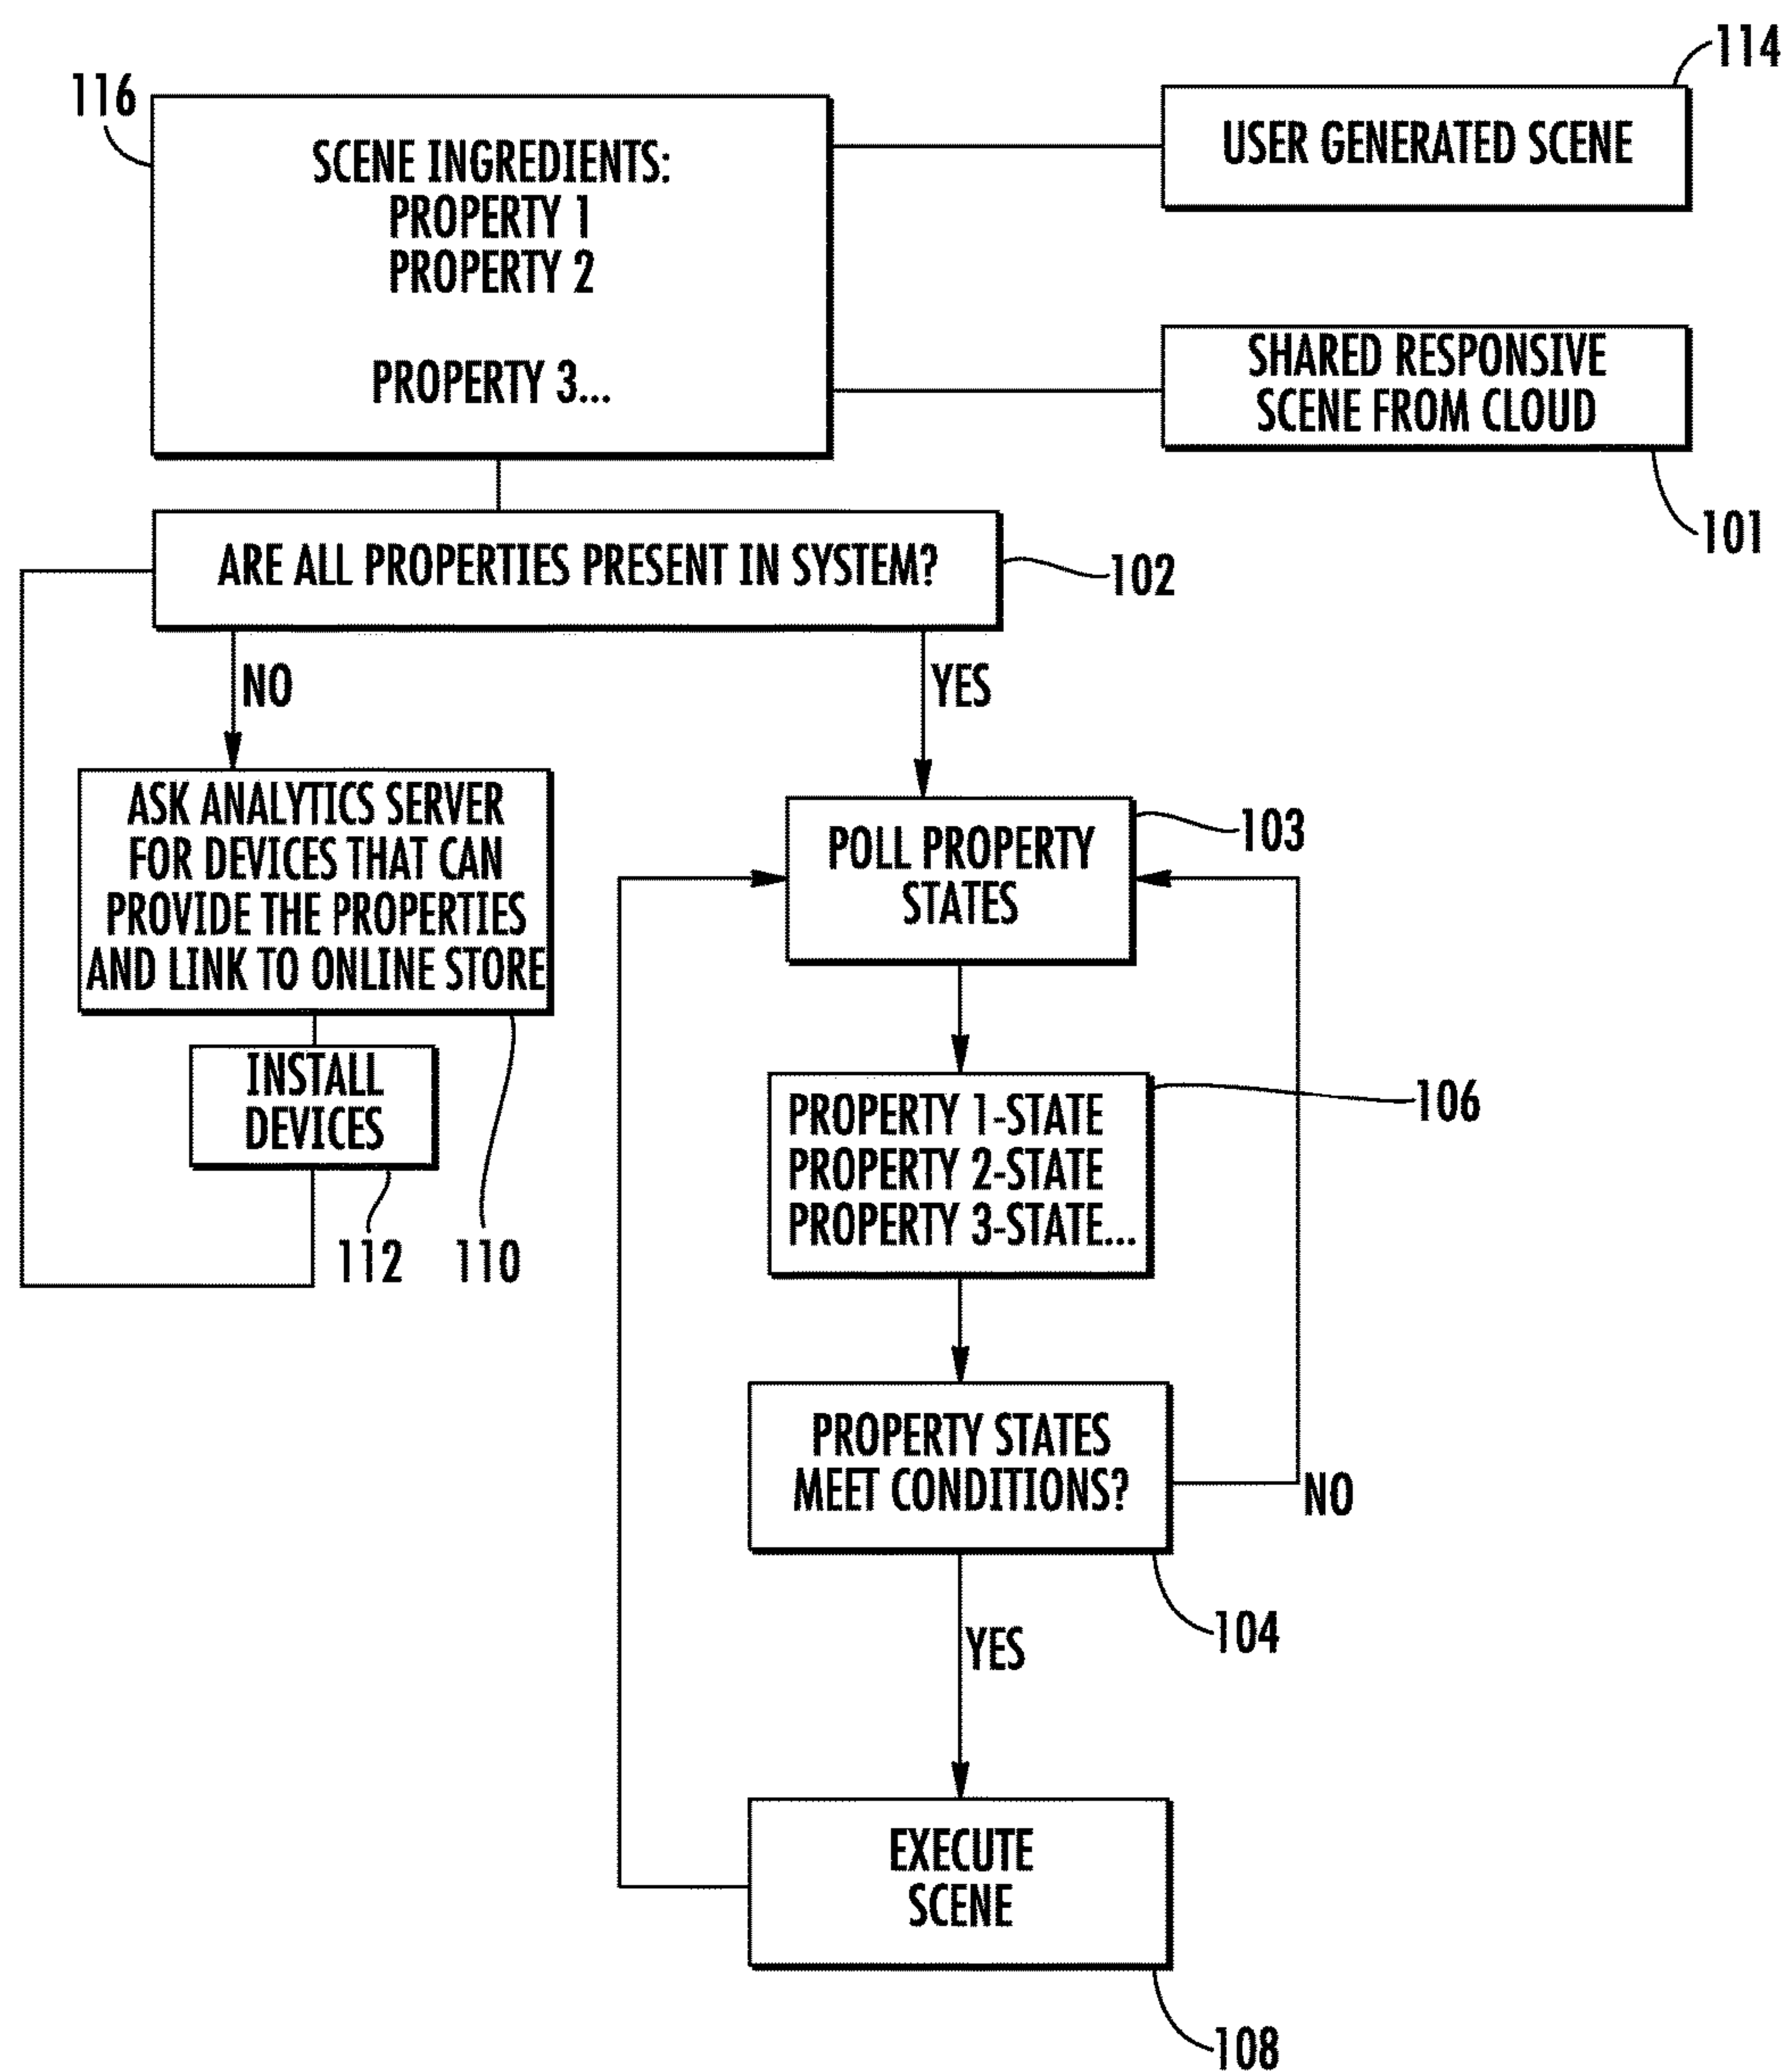 114
116
SCENE INGREDIENTS:
PROPERTY 1
PROPERTY 2
PROPERTY 3...
USER GENERATED SCENE
SHARED RESPONSIVE
SCENE FROM CLOUD
101
ARE ALL PROPERTIES PRESENT IN SYSTEM?
102
NO
YES
ASK ANALYTICS SERVER
FOR DEVICES THAT CAN
PROVIDE THE PROPERTIES
AND LINK TO ONLINE STORE
POLL PROPERTY
STATES
103
INSTALL
DEVICES
112
110
PROPERTY 1-STATE
PROPERTY 2-STATE
PROPERTY 3-STATE...
106
PROPERTY STATES
MEET CONDITIONS?
NO
104
YES
EXECUTE
SCENE
108